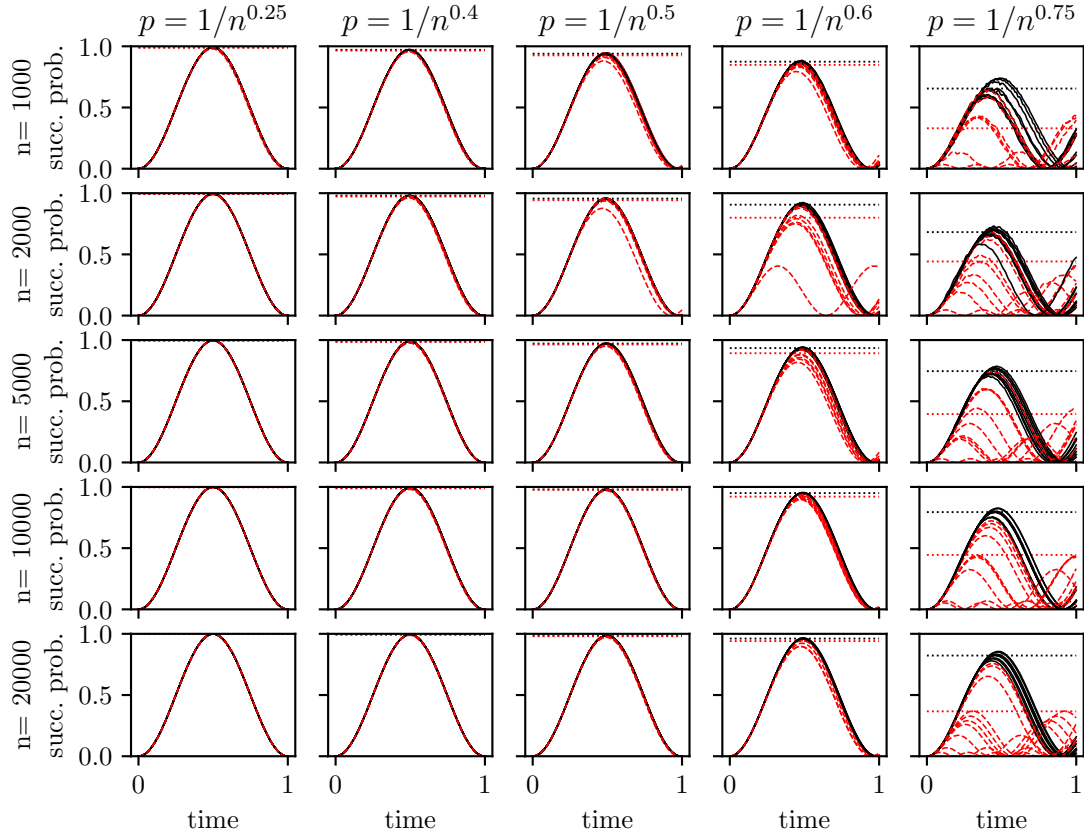 p = 1/n^0.25 p = 1/n^0.4 p = 1/n^0.5 p = 1/n^0.6 p = 1/n^0.75
n= 1000
succ. prob.
1.0
0.5
0.0
n= 2000
succ. prob.
1.0
0.5
0.0
n= 5000
succ. prob.
1.0
0.5
0.0
n= 10000
succ. prob.
1.0
0.5
0.0
n= 20000
succ. prob.
1.0
0.5
0.0
0 1 0 1 0 1 0 1 0 1
time time time time time